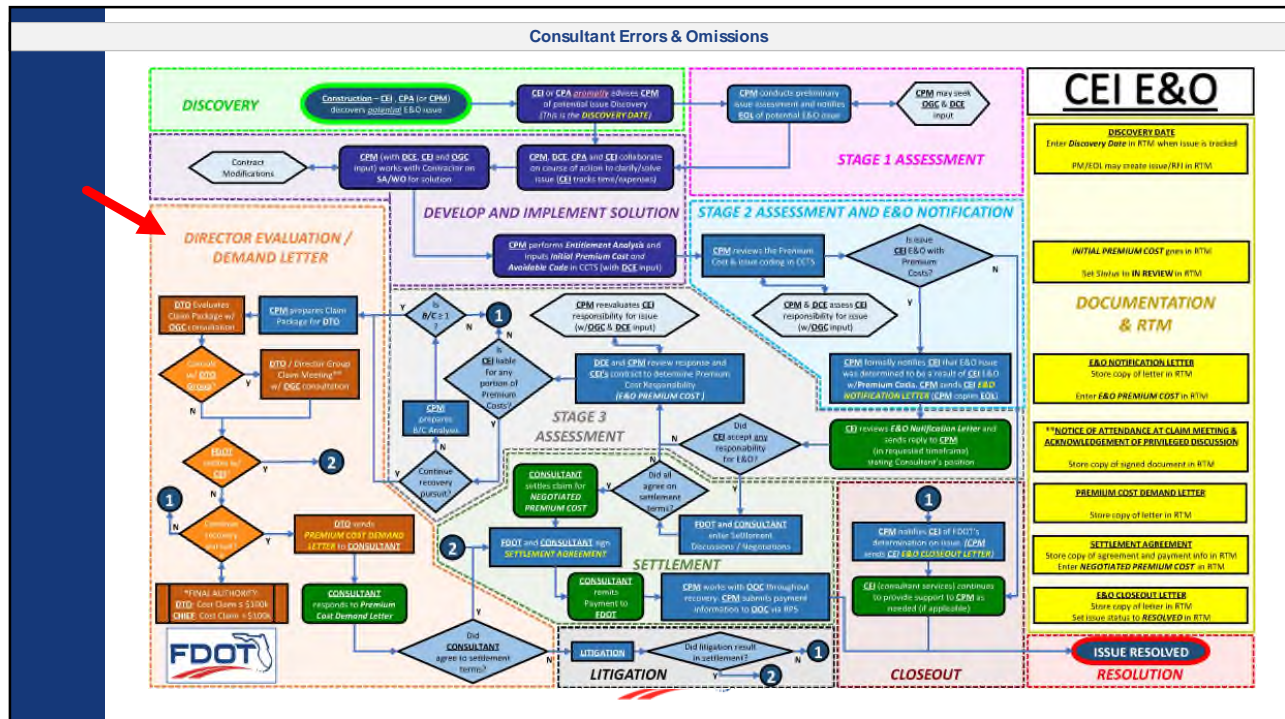 Consultant Errors & Omissions
DISCOVERY
Construction – CEI , CPA (or CPM)
discovers potential E&O issue
CEI or CPA promptly advises CPM
of potential issue Discovery
(This is the DISCOVERY DATE)
CPM conducts preliminary
issue assessment and notifies
EOL of potential E&O issue
CPM may seek
OGC & DCE
input
STAGE 1 ASSESSMENT
CEI E&O
Contract
Modifications
CPM (with DCE, CEI and OGC
input) works with Contractor on
SA/WO for solution
CPM, DCE, CPA and CEI collaborate
on course of action to clarify/solve
issue (CEI tracks time/expenses)
DEVELOP AND IMPLEMENT SOLUTION
CPM performs Entitlement Analysis and
inputs Initial Premium Cost and
Avoidable Code in CCTS (with DCE input)
STAGE 2 ASSESSMENT AND E&O NOTIFICATION
CPM reviews the Premium
Cost & issue coding in CCTS
Is issue
CEI E&O with
Premium
Costs?
N
Y
CPM & DCE assess CEI
responsibility for issue
(w/OGC input)
CPM formally notifies CEI that E&O issue
was determined to be a result of CEI E&O
w/Premium Costs. CPM sends CEI E&O
NOTIFICATION LETTER (CPM copies EOL)
DIRECTOR EVALUATION /
DEMAND LETTER
DTO Evaluates
Claim Package w/
OGC consultation
CPM prepares Claim
Package for DTO
Consult
w/ DTO
Group?
N
Y
DTO / Director Group
Claim Meeting**
w/ OGC consultation
FDOT
settles w/
CEI*
Y
2
N
1
N
Continue
recovery
pursuit?
Y
DTO sends
PREMIUM COST DEMAND
LETTER to CONSULTANT
*FINAL AUTHORITY:
DTO: Cost Claim ≤ $100k
CHIEF: Cost Claim > $100k
CONSULTANT
responds to Premium
Cost Demand Letter
FDOT
Did
CONSULTANT
agree to settlement
terms?
Y
N
Is
B/C ≥ 1
?
Y
N
1
N
Is
CEI liable
for any
portion of
Premium
Costs?
Y
CPM
prepares
B/C Analysis
Y
N
Continue
recovery
pursuit?
CPM reevaluates CEI
responsibility for issue
(w/OGC & DCE input)
DCE and CPM review response and
CEI's contract to determine Premium
Cost Responsibility
(E&O PREMIUM COST )
STAGE 3
ASSESSMENT
Did
CEI accept any
responsibility
for E&O?
N
Y
CEI reviews E&O Notification Letter and
sends reply to CPM
(in requested timeframe)
stating Consultant's position
CONSULTANT
settles claim for
NEGOTIATED
PREMIUM COST
Y
Did all
agree on
settlement
terms?
N
FDOT and CONSULTANT
enter Settlement
Discussions / Negotiations
2
FDOT and CONSULTANT sign
SETTLEMENT AGREEMENT
SETTLEMENT
CONSULTANT
remits
Payment to
FDOT
CPM works with OOC throughout
recovery. CPM submits payment
information to OOC via RPS
LITIGATION
Did litigation result
in settlement?
N
1
Y
2
LITIGATION
1
CPM notifies CEI of FDOT's
determination on issue. (CPM
sends CEI E&O CLOSEOUT LETTER)
CEI (consultant services) continues
to provide support to CPM as
needed (if applicable)
CLOSEOUT
DISCOVERY DATE
Enter Discovery Date in RTM when issue is tracked
PM/EOL may create issue/RFI in RTM
INITIAL PREMIUM COST goes in RTM
Set Status to IN REVIEW in RTM
DOCUMENTATION
& RTM
E&O NOTIFICATION LETTER
Store copy of letter in RTM
Enter E&O PREMIUM COST in RTM
**NOTICE OF ATTENDANCE AT CLAIM MEETING &
ACKNOWLEDGEMENT OF PRIVILEGED DISCUSSION
Store copy of signed document in RTM
PREMIUM COST DEMAND LETTER
Store copy of letter in RTM
SETTLEMENT AGREEMENT
Store copy of agreement and payment info in RTM
Enter NEGOTIATED PREMIUM COST in RTM
E&O CLOSEOUT LETTER
Store copy of letter in RTM
Set issue status to RESOLVED in RTM
ISSUE RESOLVED
RESOLUTION